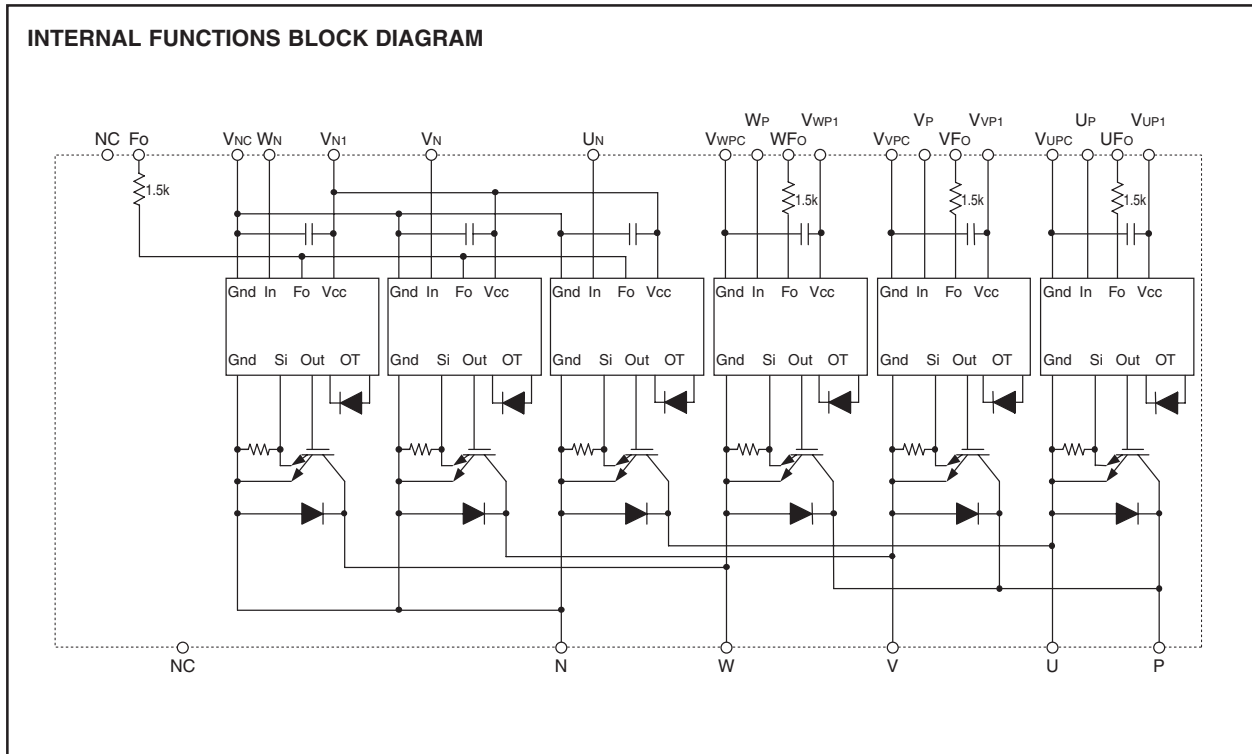 INTERNAL FUNCTIONS BLOCK DIAGRAM
WP VWP1 VP VVP1 UP VUP1
NC FO VNC WN VN1 VN UN VWPC WFO VVPC VFO VUPC UFO
1.5k 1.5k 1.5k 1.5k
Gnd In Fo Vcc Gnd In Fo Vcc Gnd In Fo Vcc Gnd In Fo Vcc Gnd In Fo Vcc Gnd In Fo Vcc
Gnd Si Out OT Gnd Si Out OT Gnd Si Out OT Gnd Si Out OT Gnd Si Out OT Gnd Si Out OT
NC N W V U P